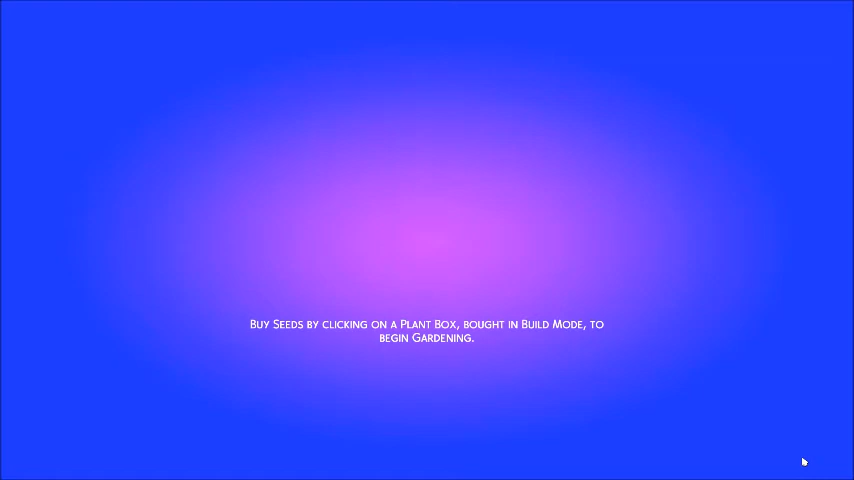 Buy Seeds by clicking on a Plant Box, bought in Build Mode, to
begin Gardening.